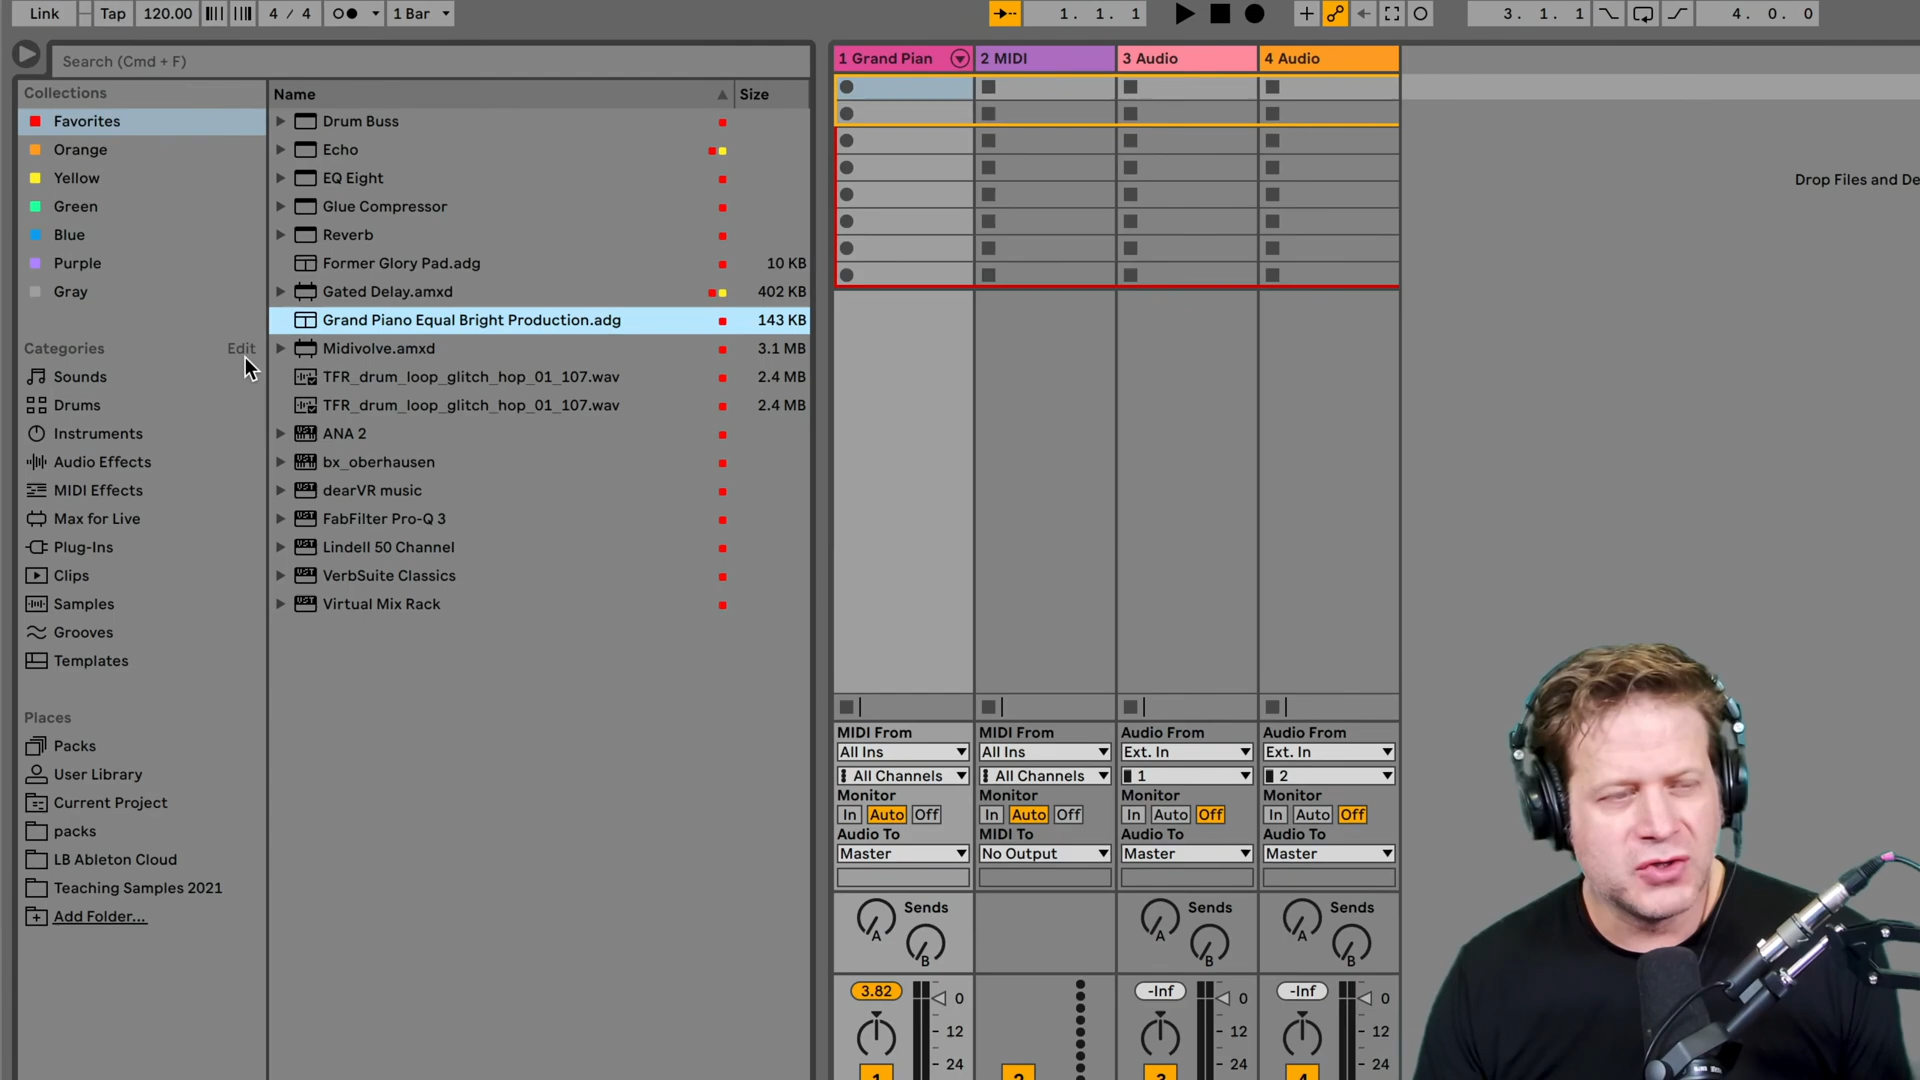 Link Tap 120.00 4 / 4 1 Bar 1. 1. 1 3. 1. 1 4. 0. 0
Search (Cmd + F)
Collections
Favorites
Orange
Yellow
Green
Blue
Purple
Gray
Categories Edit
Sounds
Drums
Instruments
Audio Effects
MIDI Effects
Max for Live
Plug-Ins
Clips
Samples
Grooves
Templates
Places
Packs
User Library
Current Project
packs
LB Ableton Cloud
Teaching Samples 2021
Add Folder...
Name Size
Drum Buss
Echo
EQ Eight
Glue Compressor
Reverb
Former Glory Pad.adg 10 KB
Gated Delay.amxd 402 KB
Grand Piano Equal Bright Production.adg 143 KB
Midivolve.amxd 3.1 MB
TFR_drum_loop_glitch_hop_01_107.wav 2.4 MB
TFR_drum_loop_glitch_hop_01_107.wav 2.4 MB
ANA 2
bx_oberhausen
dearVR music
FabFilter Pro-Q 3
Lindell 50 Channel
VerbSuite Classics
Virtual Mix Rack
1 Grand Pian 2 MIDI 3 Audio 4 Audio
Drop Files and De
MIDI From MIDI From Audio From Audio From
All Ins All Ins Ext. In Ext. In
All Channels All Channels 1 2
Monitor Monitor Monitor Monitor
In Auto Off In Auto Off In Auto Off In Auto Off
Audio To MIDI To Audio To Audio To
Master No Output Master Master
Sends Sends Sends
A A A
B B B
3.82 0 -Inf 0 -Inf 0
12 12 12
24 24 24
1 2 3 4